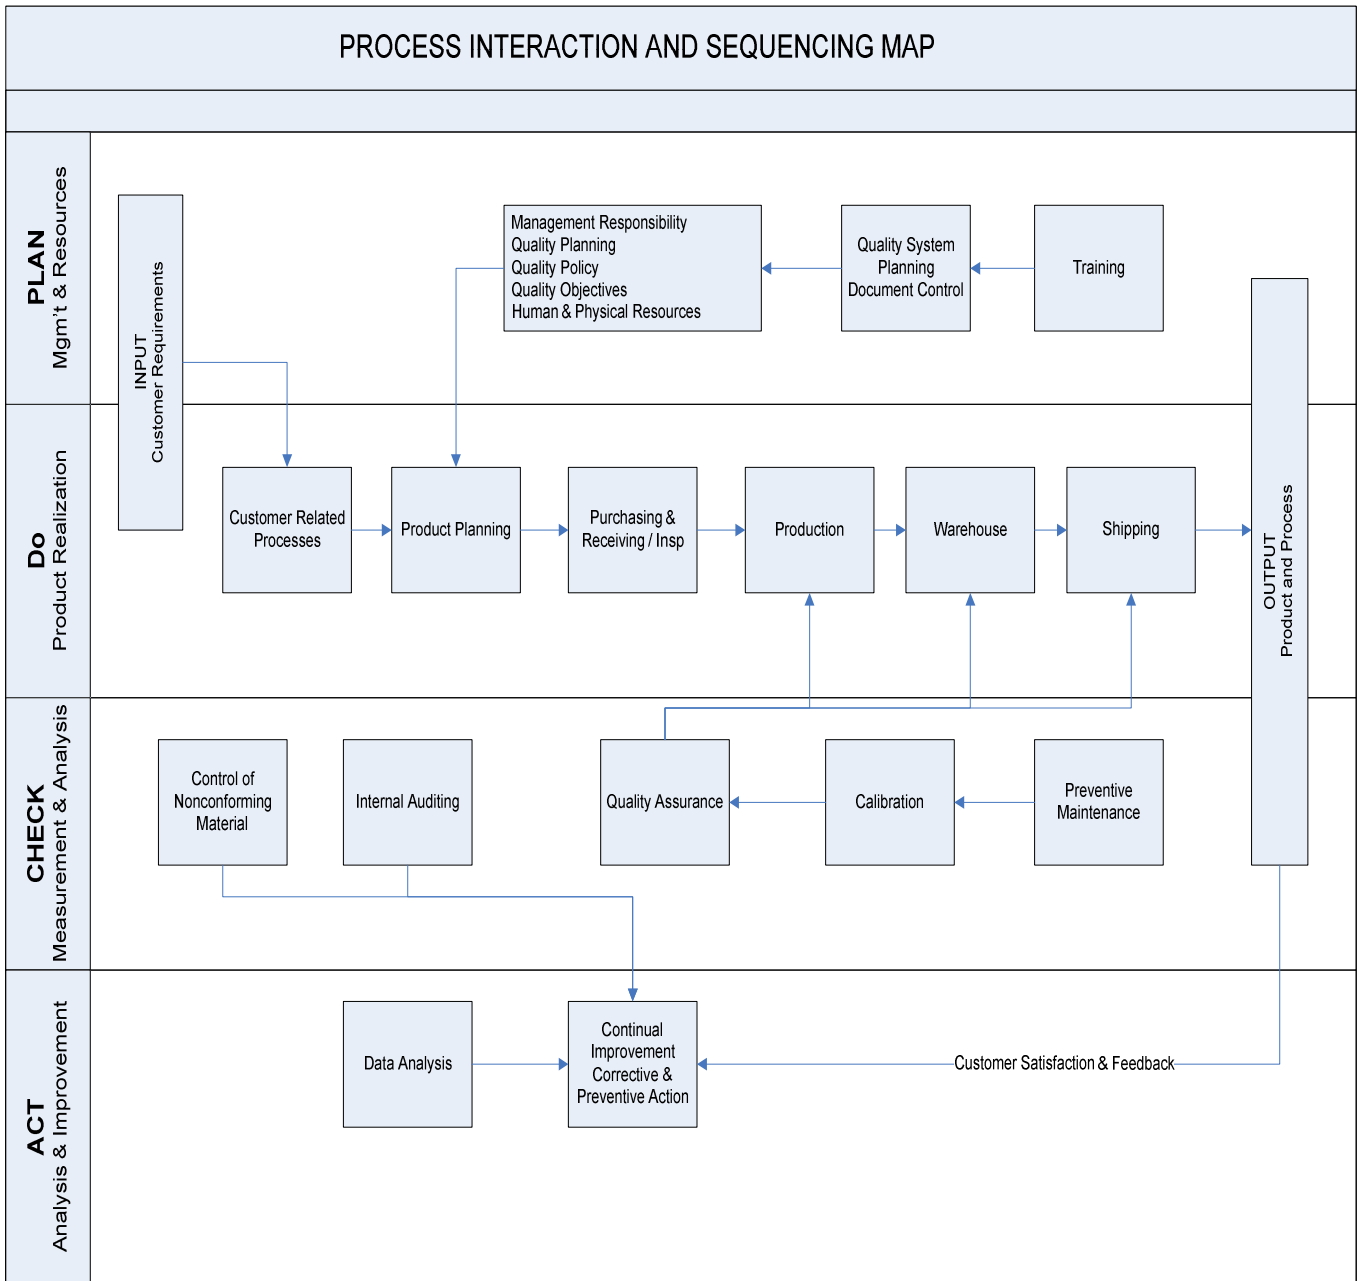 PROCESS INTERACTION AND SEQUENCING MAP
PLAN
Mgm't & Resources
INPUT
Customer Requirements
Management Responsibility
Quality Planning
Quality Policy
Quality Objectives
Human & Physical Resources
Quality System
Planning
Document Control
Training
Do
Product Realization
Customer Related
Processes
Product Planning
Purchasing &
Receiving / Insp
Production
Warehouse
Shipping
OUTPUT
Product and Process
CHECK
Measurement & Analysis
Control of
Nonconforming
Material
Internal Auditing
Quality Assurance
Calibration
Preventive
Maintenance
ACT
Analysis & Improvement
Data Analysis
Continual
Improvement
Corrective &
Preventive Action
Customer Satisfaction & Feedback